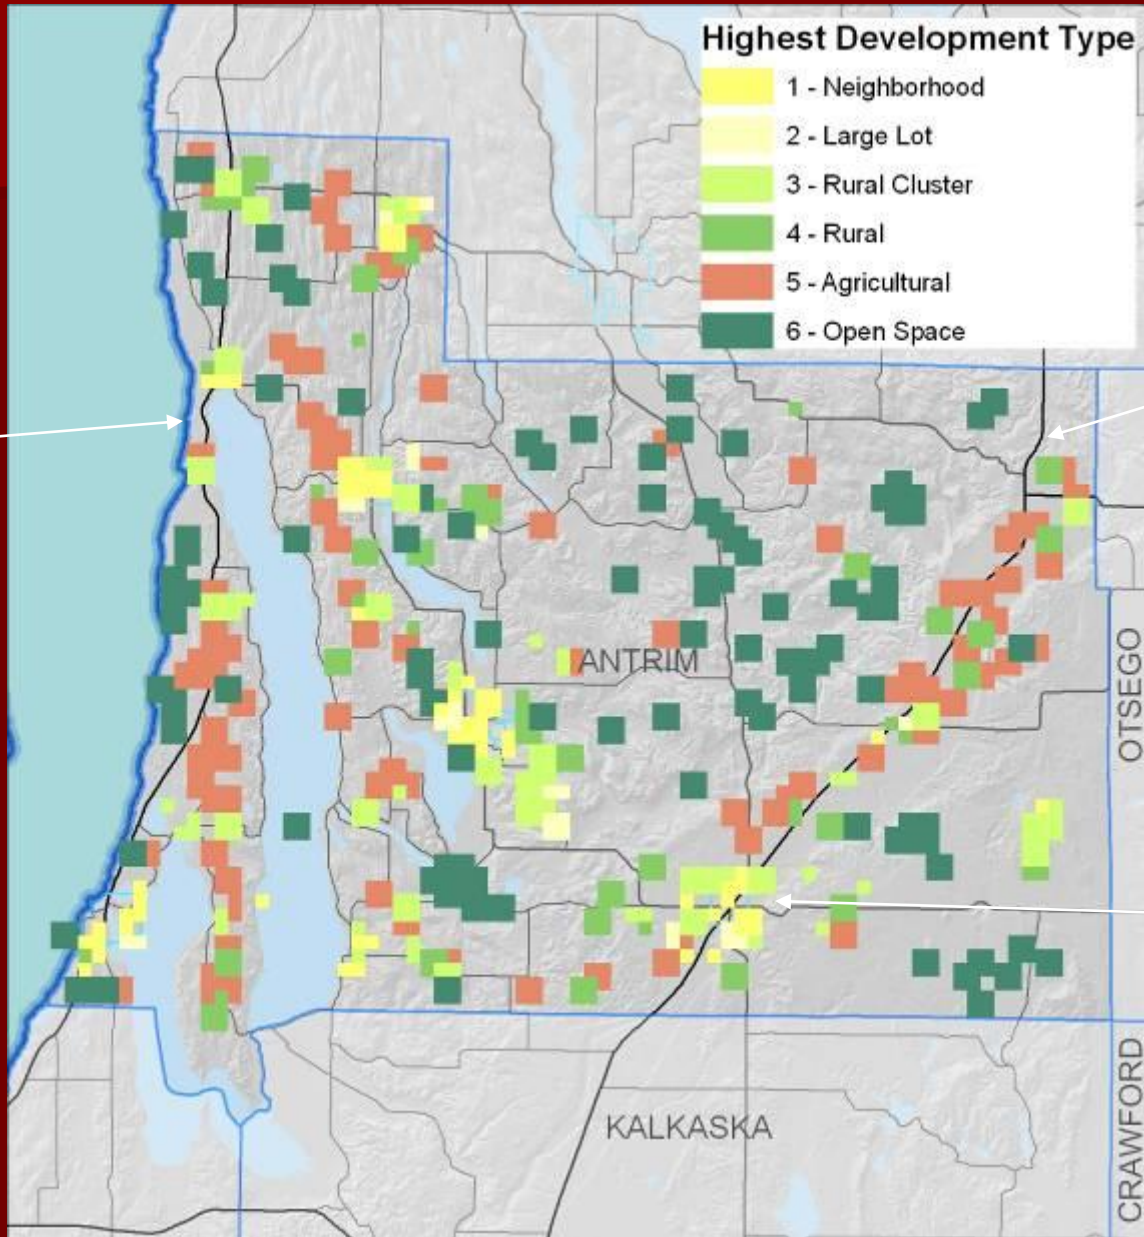 Highest Development Type
1 - Neighborhood
2 - Large Lot
3 - Rural Cluster
4 - Rural
5 - Agricultural
6 - Open Space
ANTRIM
OTSEGO
KALKASKA
CRAWFORD